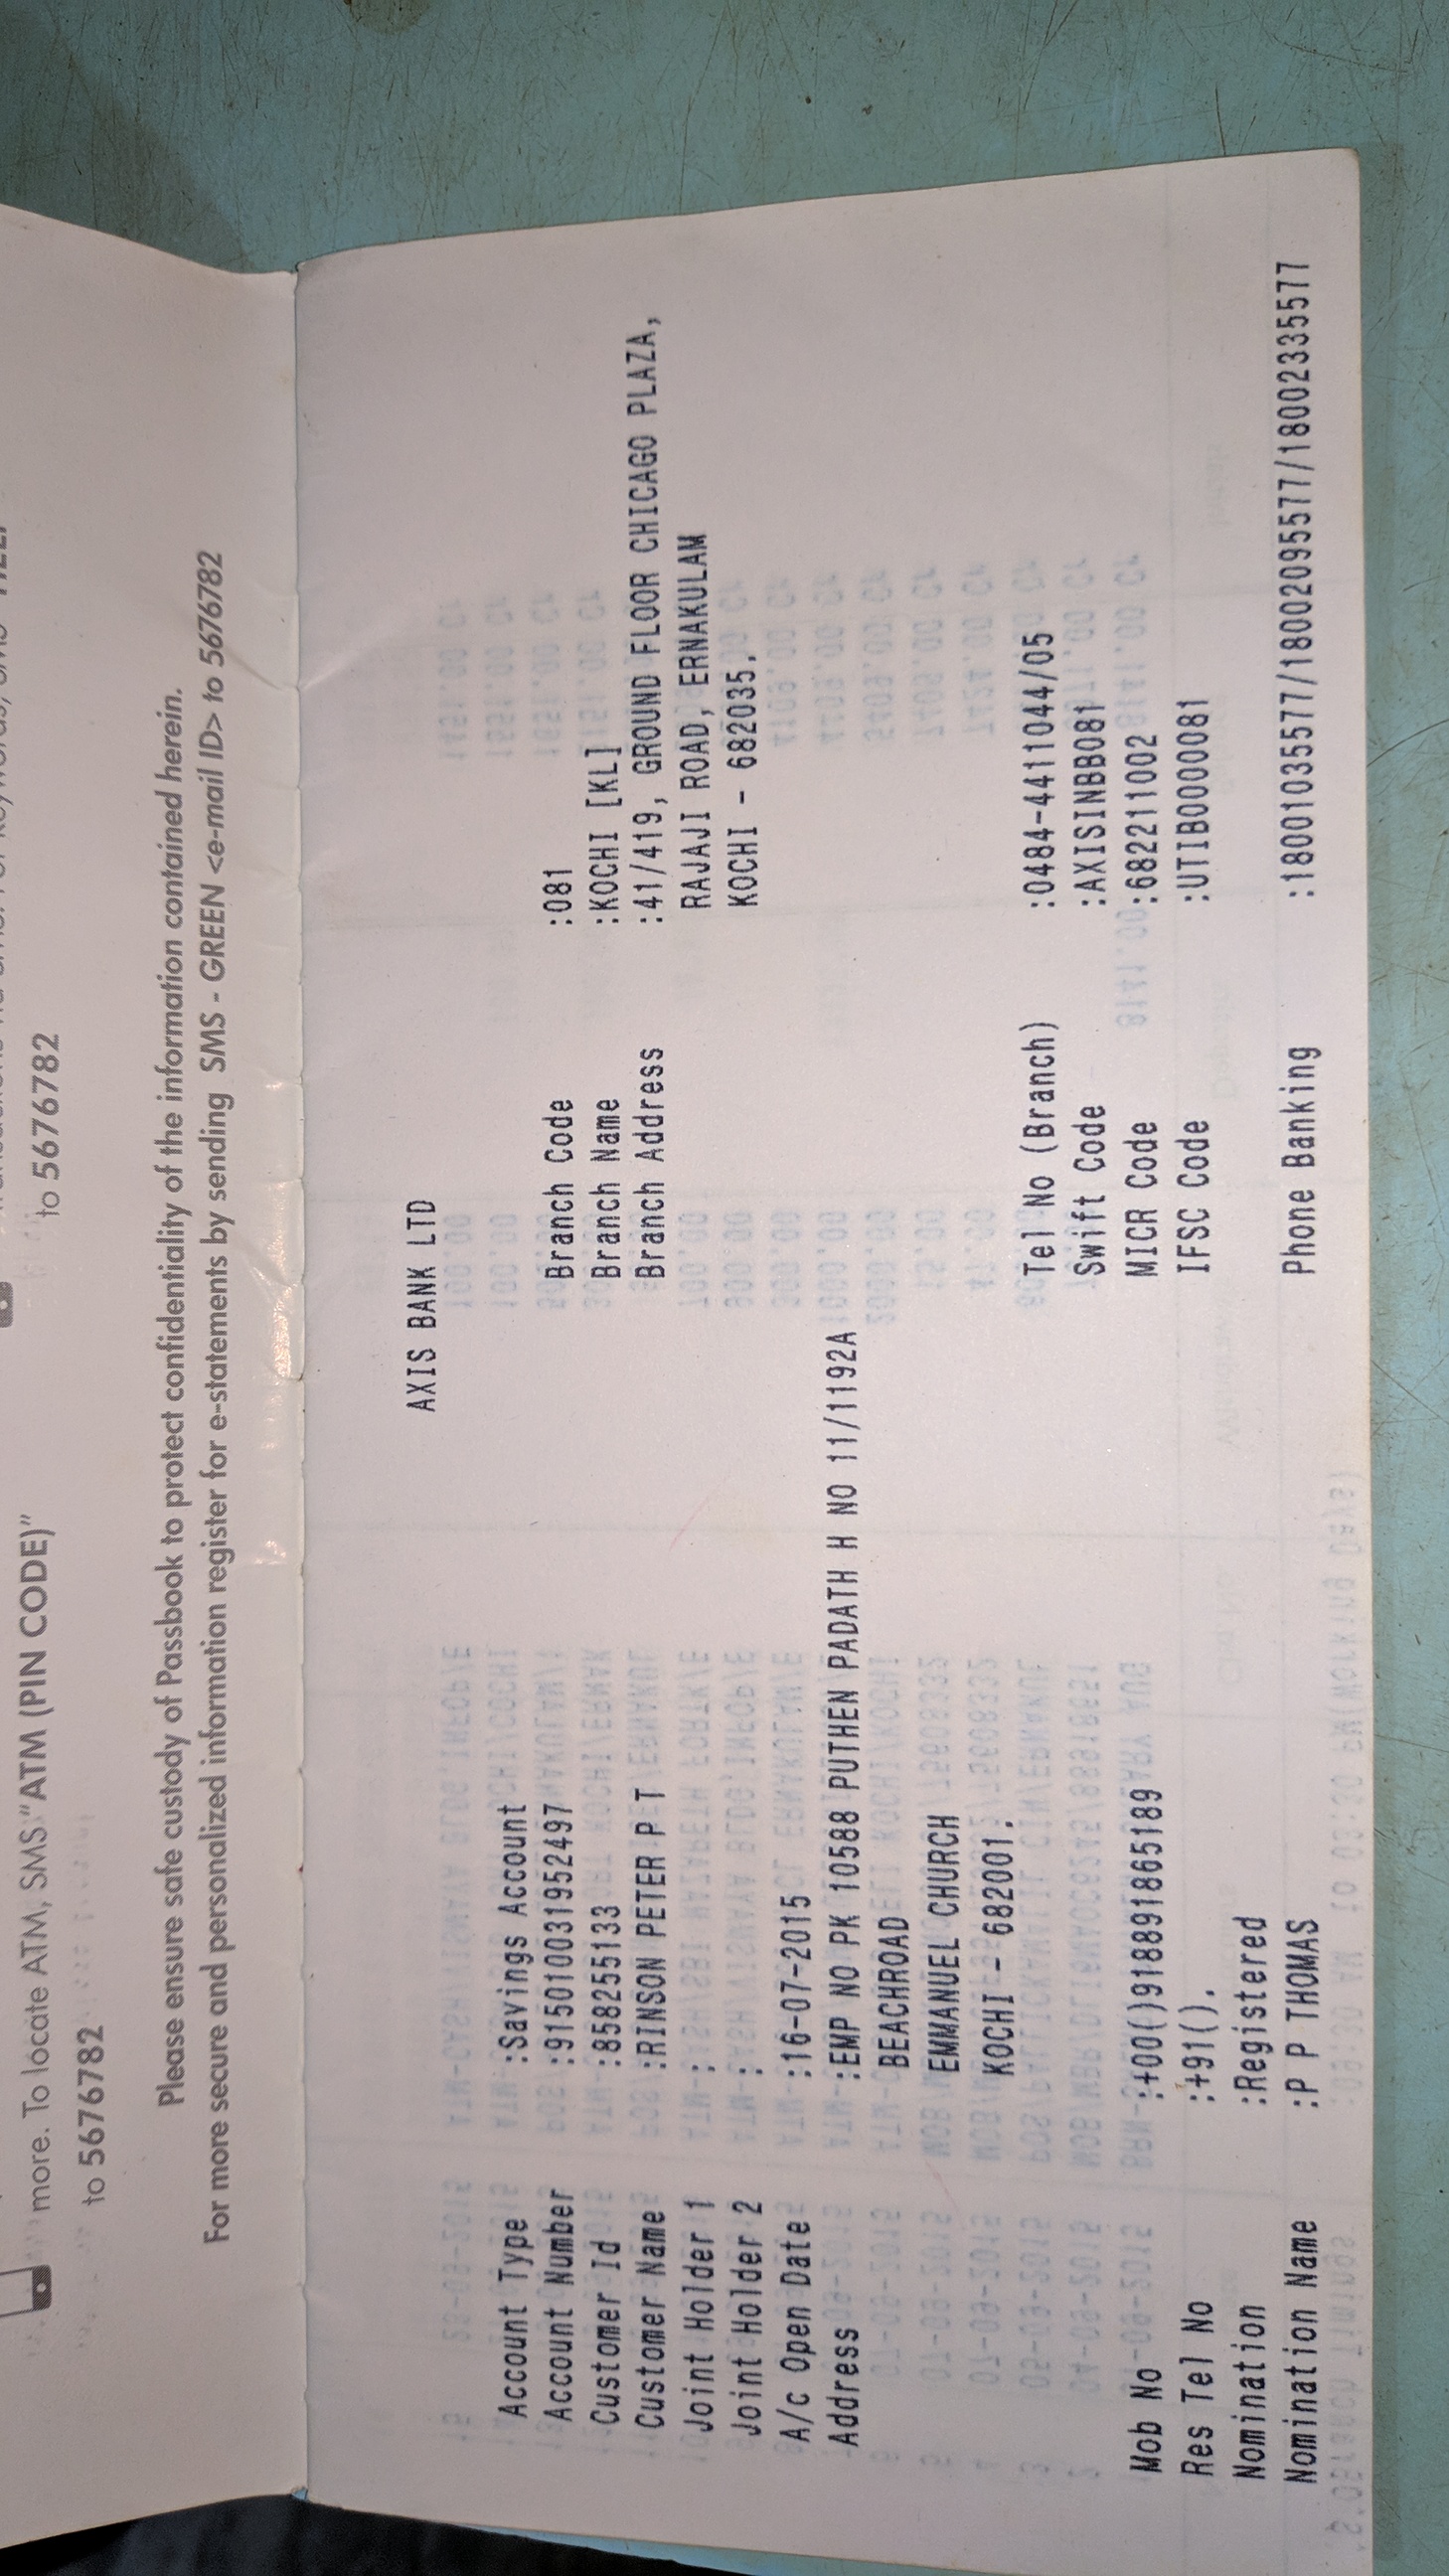 more. To locate ATM, SMS "ATM (PIN CODE)"
to 5676782
to 5676782
Please ensure safe custody of Passbook to protect confidentiality of the information contained herein.
For more secure and personalized information register for e-statements by sending SMS - GREEN <e-mail ID> to 5676782
AXIS BANK LTD
Account Type :Savings Account
Account Number :915010031952497
Customer Id :858255133
Customer Name :RINSON PETER P T
Joint Holder 1 :
Joint Holder 2 :
A/c Open Date :16-07-2015
Address :EMP NO PK 10588 PUTHEN PADATH H NO 11/1192A
BEACHROAD
EMMANUEL CHURCH
KOCHI - 682001.
Mob No :+00()918891865189
Res Tel No :+91().
Nomination :Registered
Nomination Name :P P THOMAS
Branch Code :081
Branch Name :KOCHI [KL]
Branch Address :41/419, GROUND FLOOR CHICAGO PLAZA,
RAJAJI ROAD, ERNAKULAM
KOCHI - 682035.
Tel No (Branch) :0484-4411044/05
Swift Code :AXISINBB081
MICR Code :682211002
IFSC Code :UTIB0000081
Phone Banking :18001035577/18002095577/18002335577